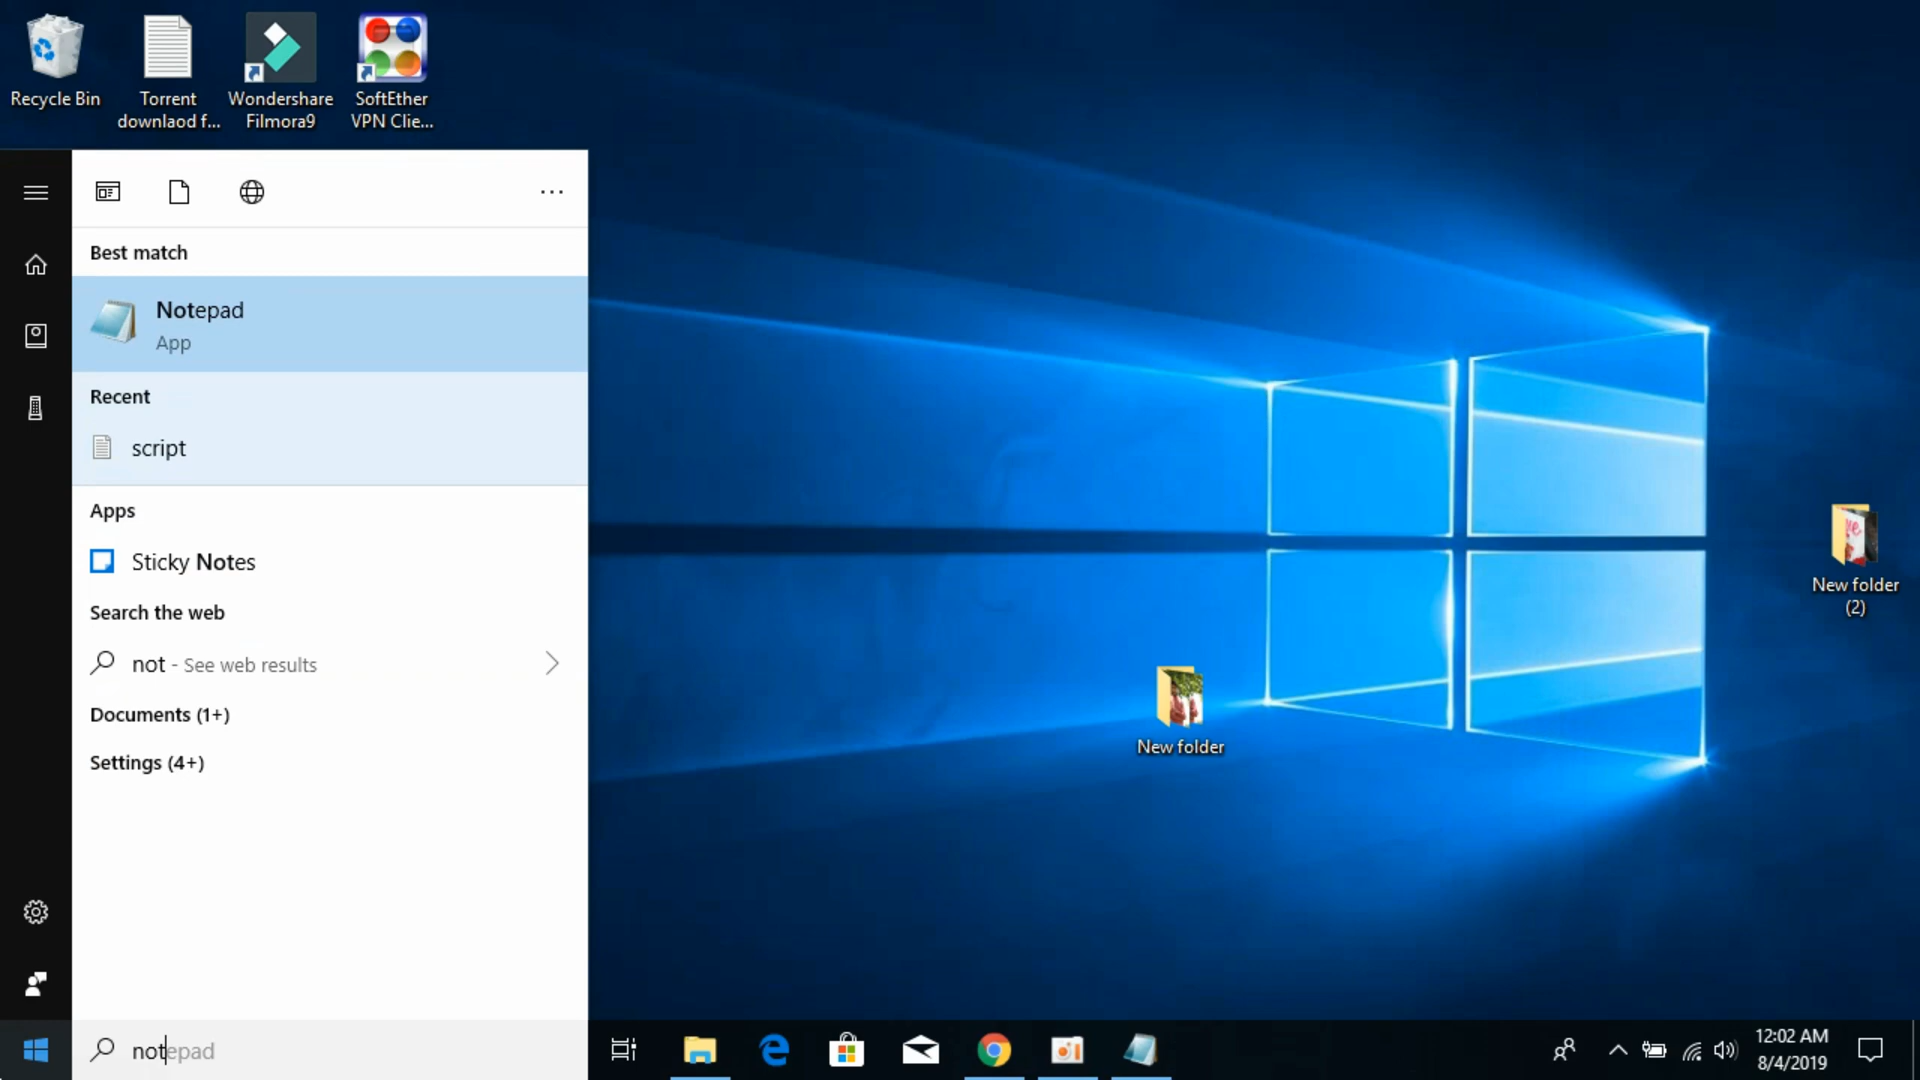 Recycle Bin
Torrent
downlaod f...
Wondershare
Filmora9
SoftEther
VPN Clie...
Best match
Notepad
App
Recent
script
Apps
Sticky Notes
Search the web
not - See web results
Documents (1+)
Settings (4+)
notepad
New folder
New folder
(2)
12:02 AM
8/4/2019